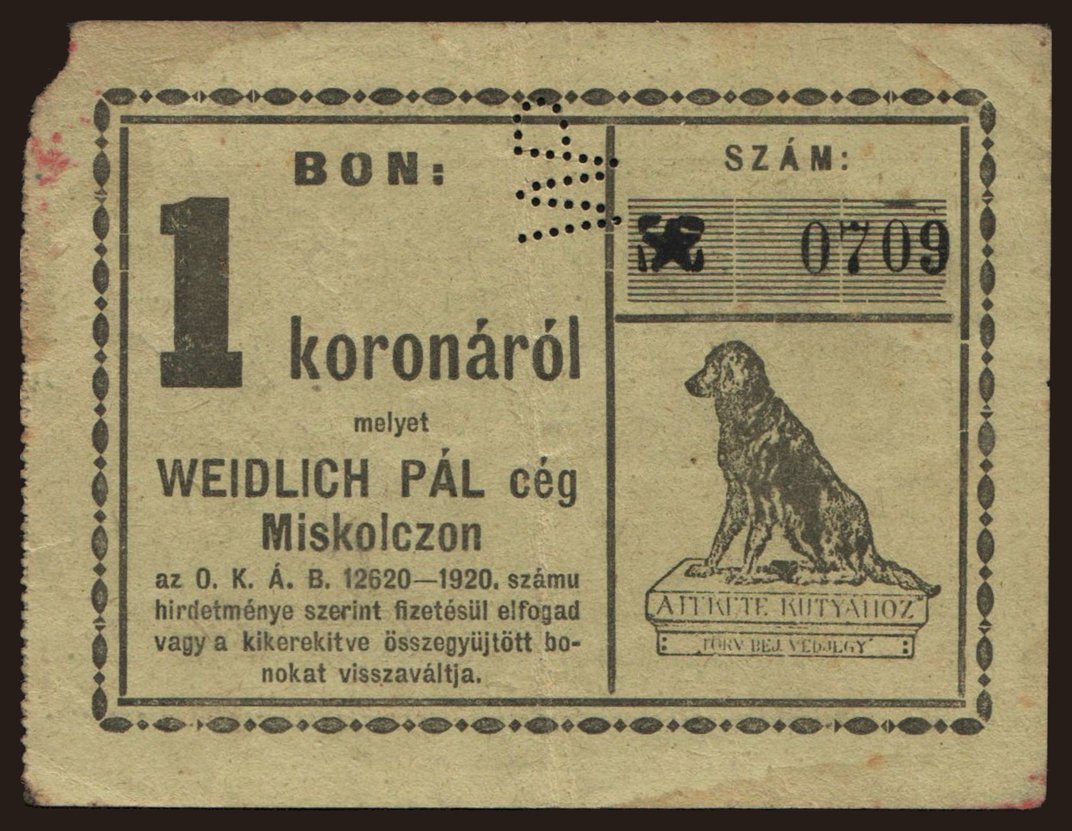 BON:
1
koronáról
melyet
WEIDLICH PÁL cég
Miskolczon
az O. K. Á. B. 12620—1920. számu
hirdetménye szerint fizetésül elfogad
vagy a kikerekitve összegyüjtött bo-
nokat visszaváltja.
SZÁM:
0709
A FEKETE KUTYÁHOZ
TÖRV. BEJ. VÉDJEGY